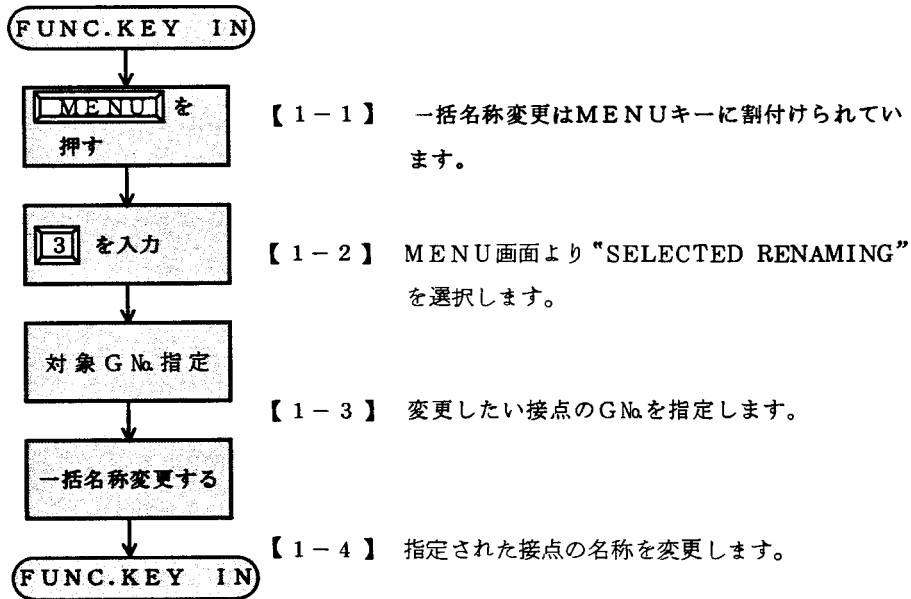 FUNC.KEY IN
MENU を
押す
【1－1】 一括名称変更はMENUキーに割付けられてい
ます。
3 を入力
【1－2】 MENU画面より“SELECTED RENAMING”
を選択します。
対象G№指定
【1－3】 変更したい接点のG№を指定します。
一括名称変更する
【1－4】 指定された接点の名称を変更します。
FUNC.KEY IN